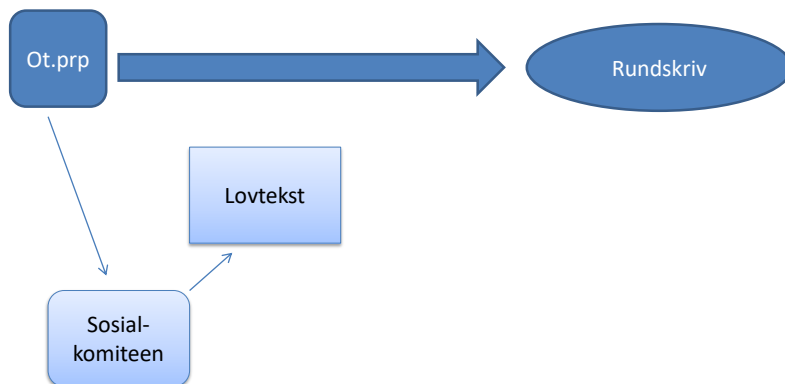 Ot.prp
Rundskriv
Lovtekst
Sosial-
komiteen